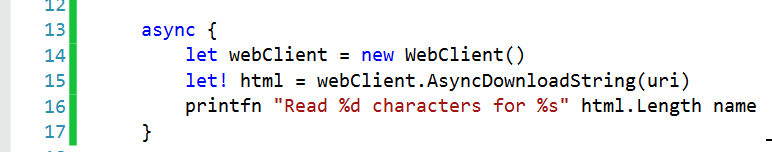 12
13 async {
14 let webClient = new WebClient()
15 let! html = webClient.AsyncDownloadString(uri)
16 printfn "Read %d characters for %s" html.Length name
17 }